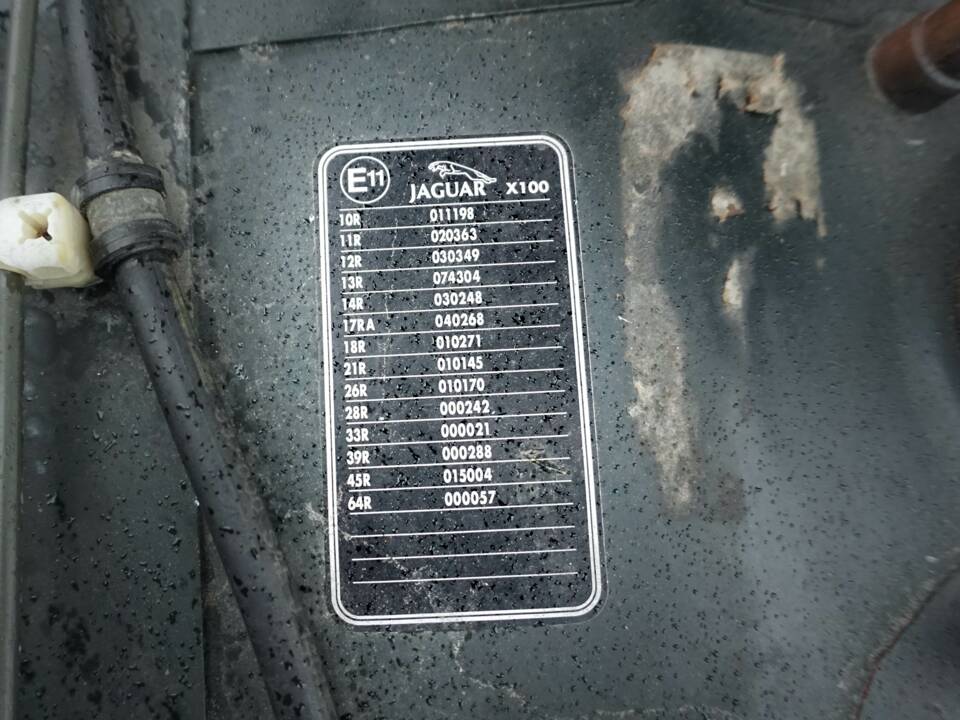 E11 JAGUAR X100
10R 011198
11R 020363
12R 030349
13R 074304
14R 030248
17RA 040268
18R 010271
21R 010145
26R 010170
28R 000242
33R 000021
39R 000288
45R 015004
64R 000057